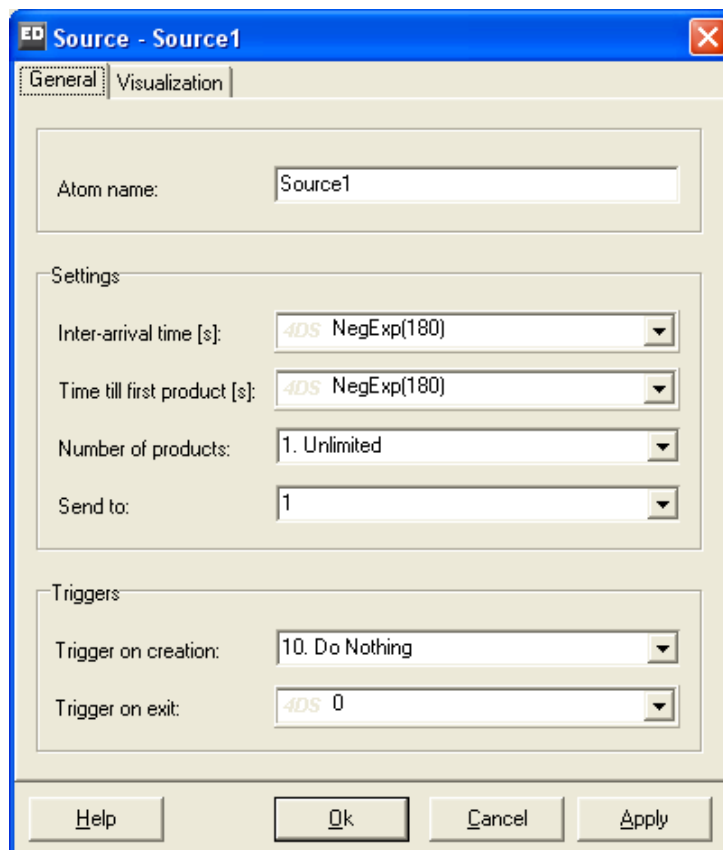 ED Source - Source1
General Visualization
Atom name: Source1
Settings
Inter-arrival time [s]: 4DS NegExp(180)
Time till first product [s]: 4DS NegExp(180)
Number of products: 1. Unlimited
Send to: 1
Triggers
Trigger on creation: 10. Do Nothing
Trigger on exit: 4DS 0
Help Ok Cancel Apply